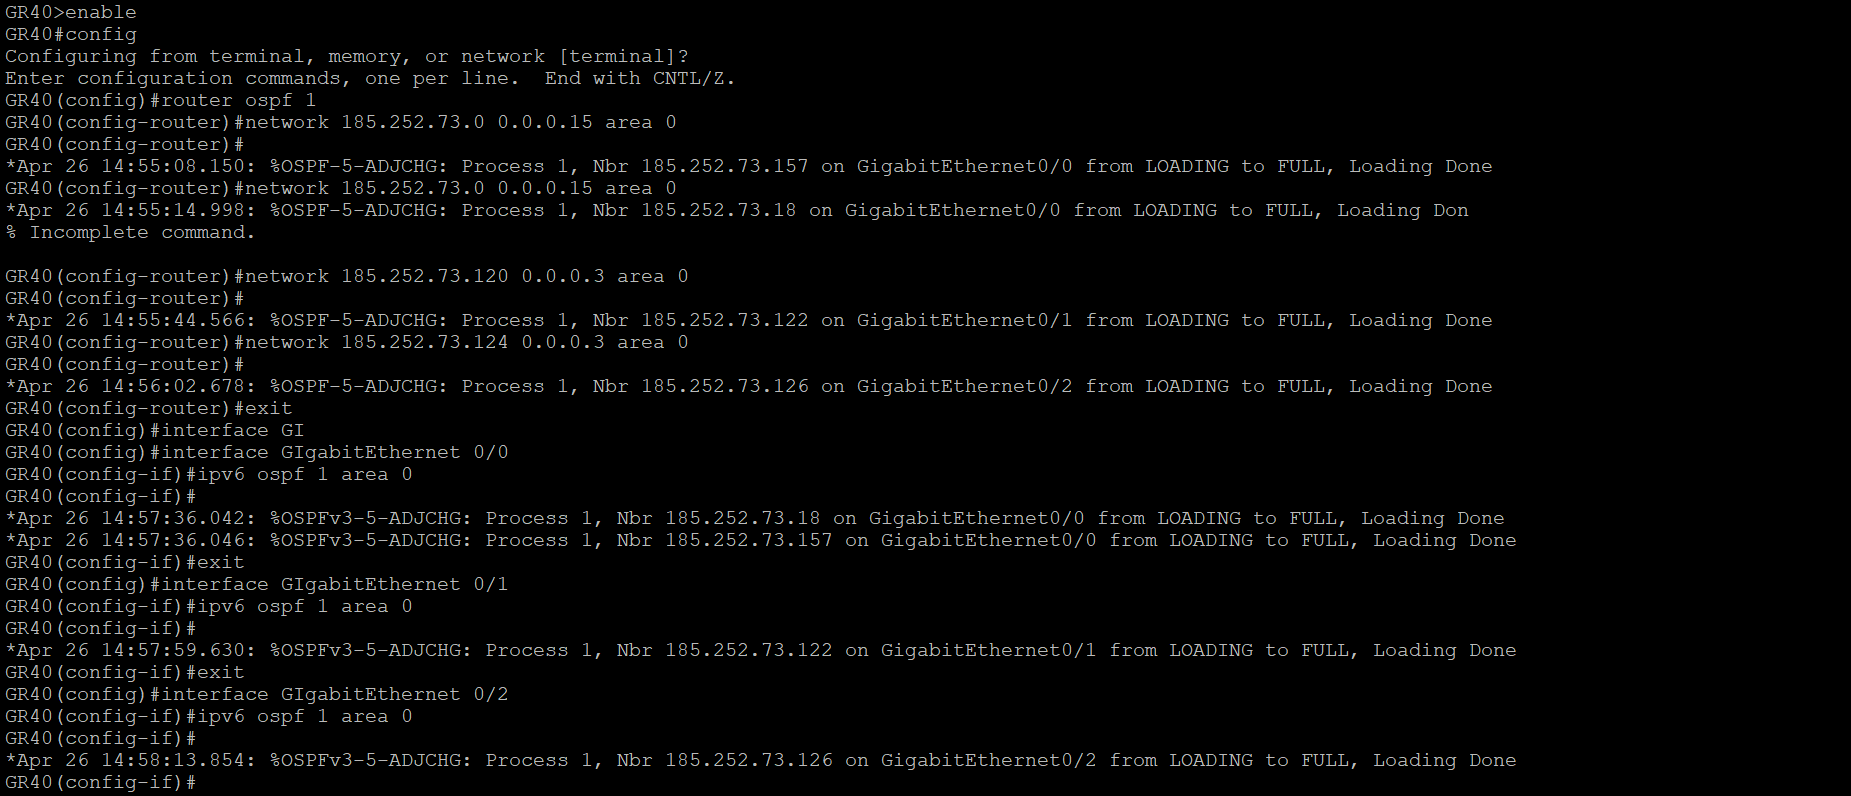 GR40>enable
GR40#config
Configuring from terminal, memory, or network [terminal]?
Enter configuration commands, one per line.  End with CNTL/Z.
GR40(config)#router ospf 1
GR40(config-router)#network 185.252.73.0 0.0.0.15 area 0
GR40(config-router)#
*Apr 26 14:55:08.150: %OSPF-5-ADJCHG: Process 1, Nbr 185.252.73.157 on GigabitEthernet0/0 from LOADING to FULL, Loading Done
GR40(config-router)#network 185.252.73.0 0.0.0.15 area 0
*Apr 26 14:55:14.998: %OSPF-5-ADJCHG: Process 1, Nbr 185.252.73.18 on GigabitEthernet0/0 from LOADING to FULL, Loading Don
% Incomplete command.

GR40(config-router)#network 185.252.73.120 0.0.0.3 area 0
GR40(config-router)#
*Apr 26 14:55:44.566: %OSPF-5-ADJCHG: Process 1, Nbr 185.252.73.122 on GigabitEthernet0/1 from LOADING to FULL, Loading Done
GR40(config-router)#network 185.252.73.124 0.0.0.3 area 0
GR40(config-router)#
*Apr 26 14:56:02.678: %OSPF-5-ADJCHG: Process 1, Nbr 185.252.73.126 on GigabitEthernet0/2 from LOADING to FULL, Loading Done
GR40(config-router)#exit
GR40(config)#interface GI
GR40(config)#interface GIgabitEthernet 0/0
GR40(config-if)#ipv6 ospf 1 area 0
GR40(config-if)#
*Apr 26 14:57:36.042: %OSPFv3-5-ADJCHG: Process 1, Nbr 185.252.73.18 on GigabitEthernet0/0 from LOADING to FULL, Loading Done
*Apr 26 14:57:36.046: %OSPFv3-5-ADJCHG: Process 1, Nbr 185.252.73.157 on GigabitEthernet0/0 from LOADING to FULL, Loading Done
GR40(config-if)#exit
GR40(config)#interface GIgabitEthernet 0/1
GR40(config-if)#ipv6 ospf 1 area 0
GR40(config-if)#
*Apr 26 14:57:59.630: %OSPFv3-5-ADJCHG: Process 1, Nbr 185.252.73.122 on GigabitEthernet0/1 from LOADING to FULL, Loading Done
GR40(config-if)#exit
GR40(config)#interface GIgabitEthernet 0/2
GR40(config-if)#ipv6 ospf 1 area 0
GR40(config-if)#
*Apr 26 14:58:13.854: %OSPFv3-5-ADJCHG: Process 1, Nbr 185.252.73.126 on GigabitEthernet0/2 from LOADING to FULL, Loading Done
GR40(config-if)#